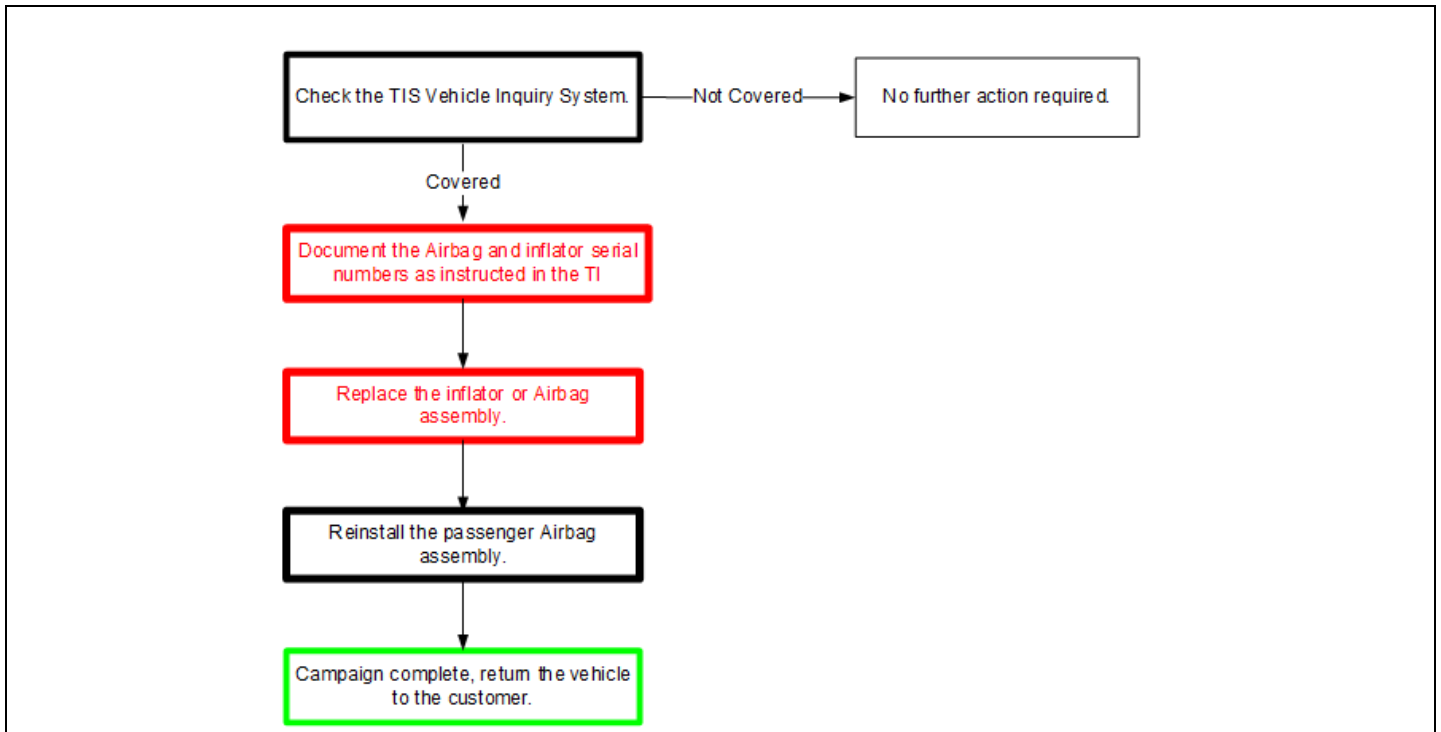 Check the TIS Vehicle Inquiry System.
Not Covered
No further action required.
Covered
Document the Airbag and inflator serial
numbers as instructed in the TI
Replace the inflator or Airbag
assembly.
Reinstall the passenger Airbag
assembly.
Campaign complete, return the vehicle
to the customer.